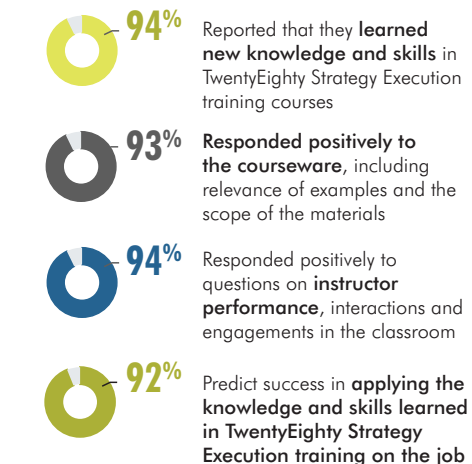 94%
Reported that they learned
new knowledge and skills in
TwentyEighty Strategy Execution
training courses
93%
Responded positively to
the courseware, including
relevance of examples and the
scope of the materials
94%
Responded positively to
questions on instructor
performance, interactions and
engagements in the classroom
92%
Predict success in applying the
knowledge and skills learned
in TwentyEighty Strategy
Execution training on the job